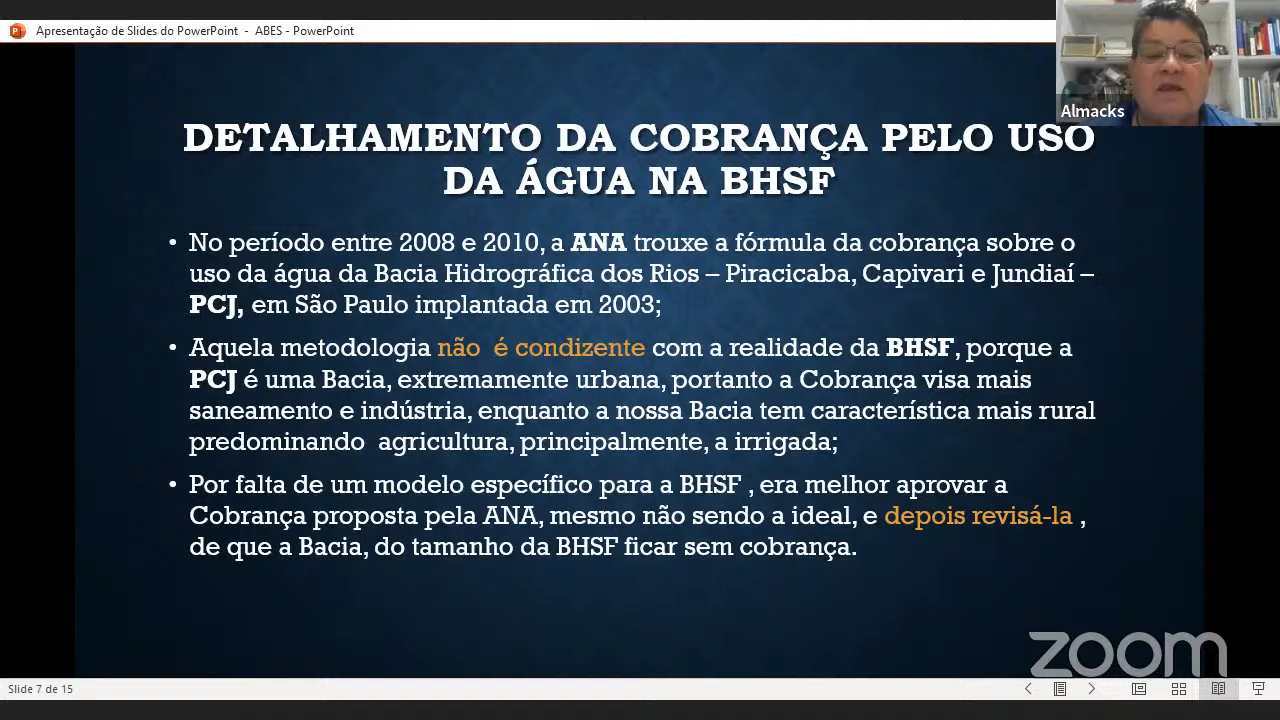 Apresentação de Slides do PowerPoint - ABES - PowerPoint
Almacks
DETALHAMENTO DA COBRANÇA PELO USO
DA ÁGUA NA BHSF
• No período entre 2008 e 2010, a ANA trouxe a fórmula da cobrança sobre o
uso da água da Bacia Hidrográfica dos Rios – Piracicaba, Capivari e Jundiaí –
PCJ, em São Paulo implantada em 2003;
• Aquela metodologia não é condizente com a realidade da BHSF, porque a
PCJ é uma Bacia, extremamente urbana, portanto a Cobrança visa mais
saneamento e indústria, enquanto a nossa Bacia tem característica mais rural
predominando agricultura, principalmente, a irrigada;
• Por falta de um modelo específico para a BHSF , era melhor aprovar a
Cobrança proposta pela ANA, mesmo não sendo a ideal, e depois revisá-la ,
de que a Bacia, do tamanho da BHSF ficar sem cobrança.
zoom
Slide 7 de 15